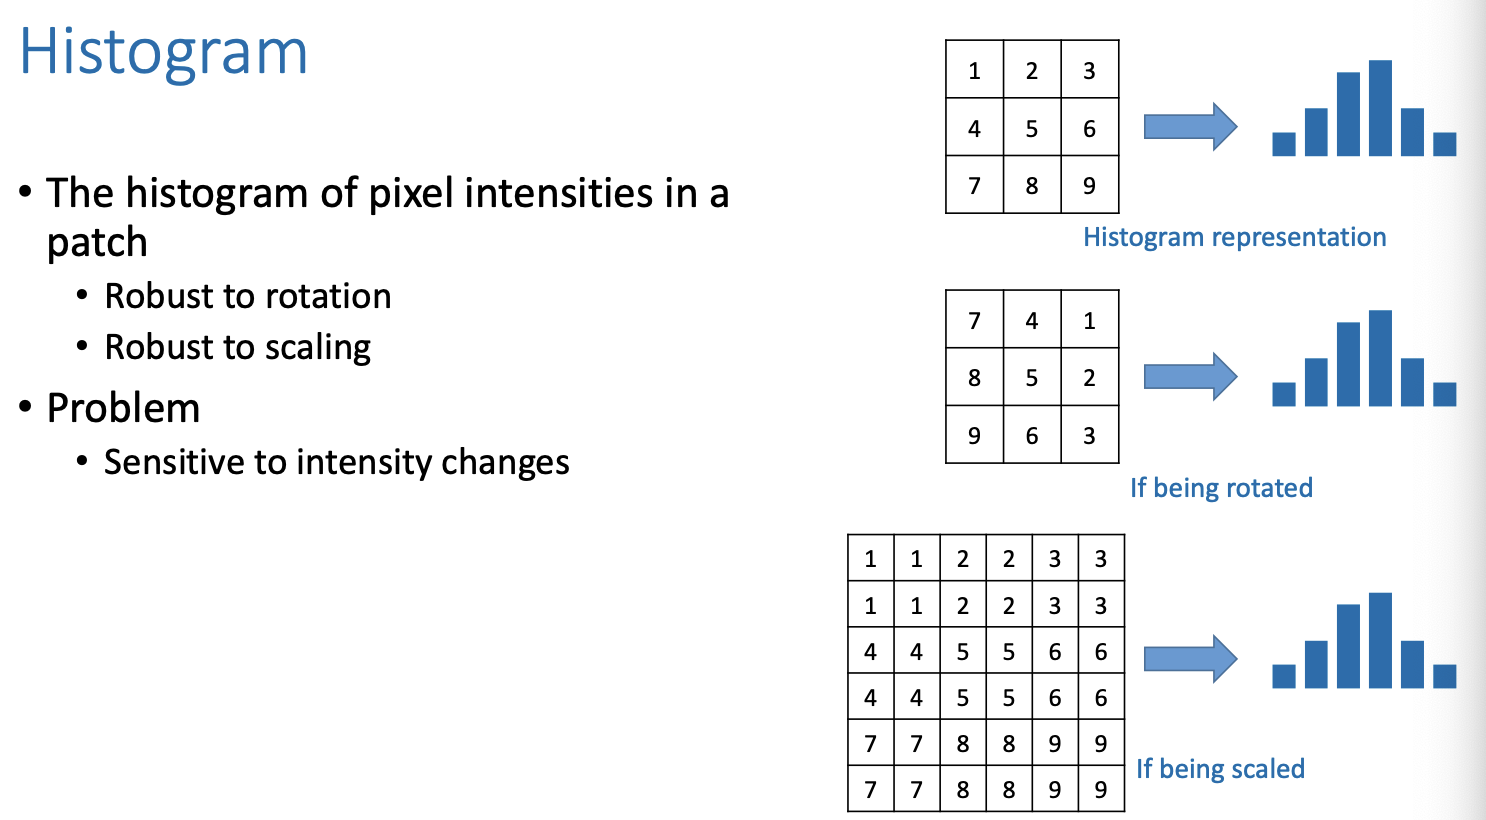 Histogram
• The histogram of pixel intensities in a
patch
• Robust to rotation
• Robust to scaling
• Problem
• Sensitive to intensity changes
1 2 3
4 5 6
7 8 9
Histogram representation
7 4 1
8 5 2
9 6 3
If being rotated
1 1 2 2 3 3
1 1 2 2 3 3
4 4 5 5 6 6
4 4 5 5 6 6
7 7 8 8 9 9
7 7 8 8 9 9
If being scaled